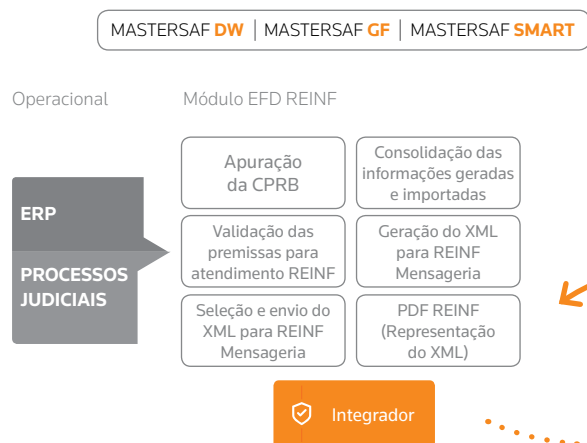 MASTERSAF DW | MASTERSAF GF | MASTERSAF SMART
Operacional
Módulo EFD REINF
ERP
PROCESSOS
JUDICIAIS
Apuração
da CPRB
Consolidação das
informações geradas
e importadas
Validação das
premissas para
atendimento REINF
Geração do XML
para REINF
Mensageria
Seleção e envio do
XML para REINF
Mensageria
PDF REINF
(Representação
do XML)
Integrador